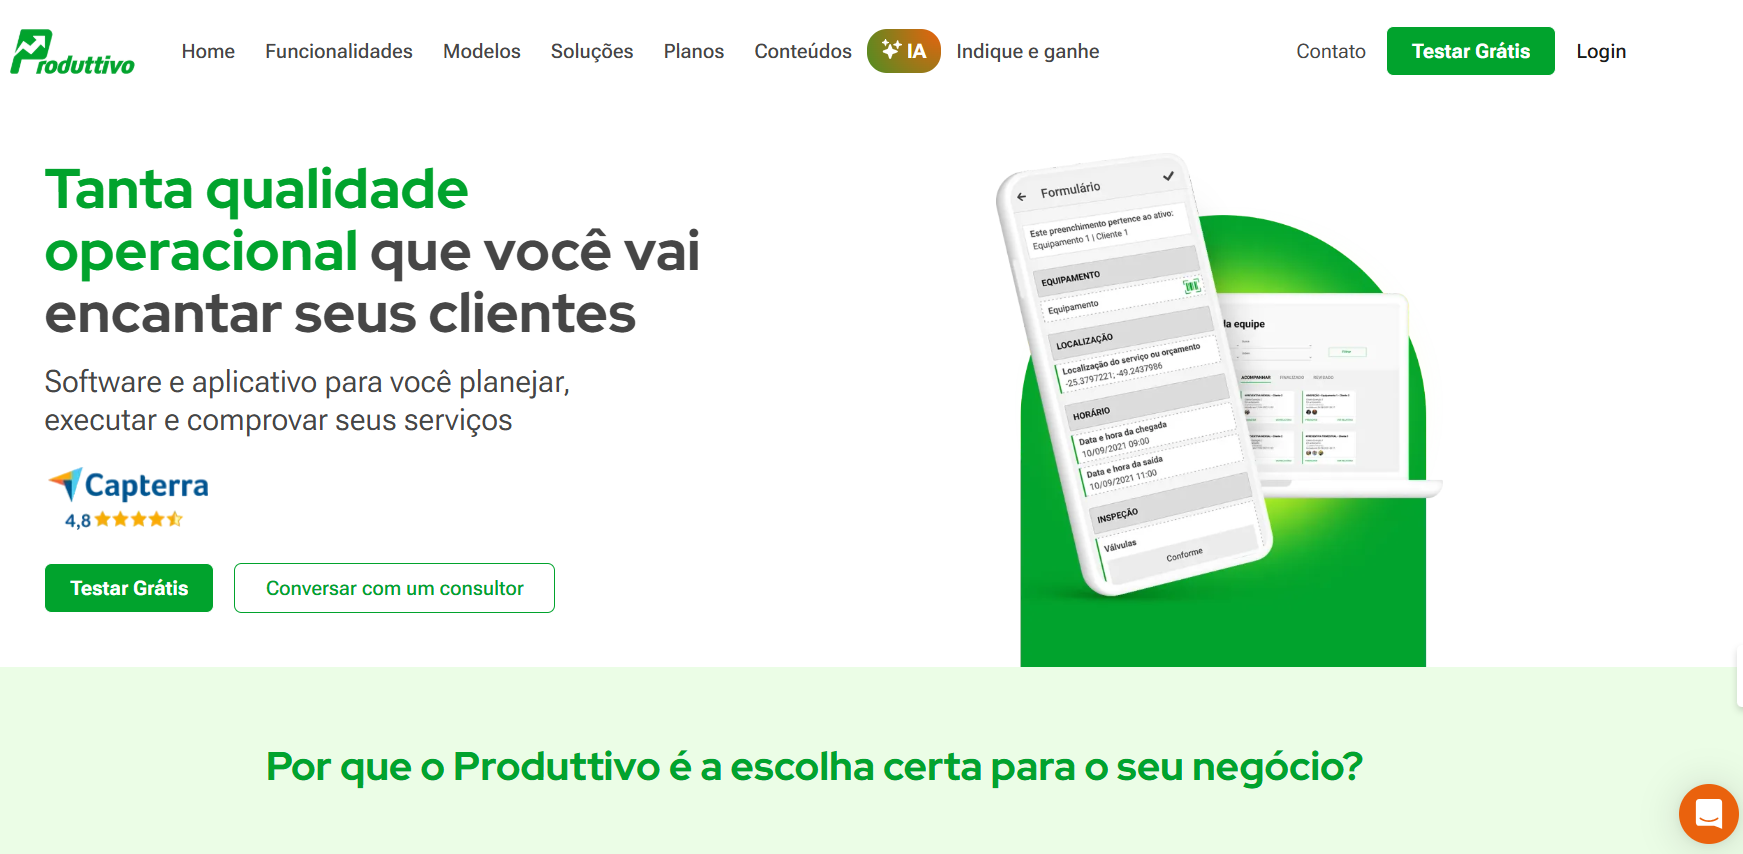 Produttivo
Home
Funcionalidades
Modelos
Soluções
Planos
Conteúdos
IA
Indique e ganhe
Contato
Testar Grátis
Login
Tanta qualidade
operacional que você vai
encantar seus clientes
Software e aplicativo para você planejar,
executar e comprovar seus serviços
Capterra
4,8
Testar Grátis
Conversar com um consultor
Formulário
Este preenchimento pertence ao ativo:
Equipamento 1 | Cliente 1
EQUIPAMENTO
Equipamento
LOCALIZAÇÃO
Localização do serviço ou orçamento
-25.3797221; -49.2437986
HORÁRIO
Data e hora da chegada
10/09/2021 09:00
Data e hora da saída
10/09/2021 11:00
INSPEÇÃO
Válvulas
Conforme
equipe
ACOMPANHAR
Por que o Produttivo é a escolha certa para o seu negócio?